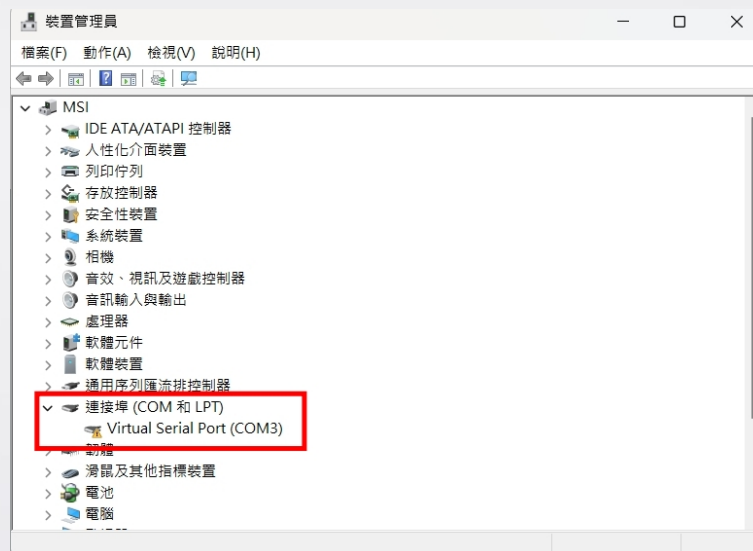 裝置管理員
檔案(F) 動作(A) 檢視(V) 說明(H)
MSI
IDE ATA/ATAPI 控制器
人性化介面裝置
列印佇列
存放控制器
安全性裝置
系統裝置
相機
音效、視訊及遊戲控制器
音訊輸入與輸出
處理器
軟體元件
軟體裝置
通用序列匯流排控制器
連接埠 (COM 和 LPT)
Virtual Serial Port (COM3)
韌體
滑鼠及其他指標裝置
電池
電腦